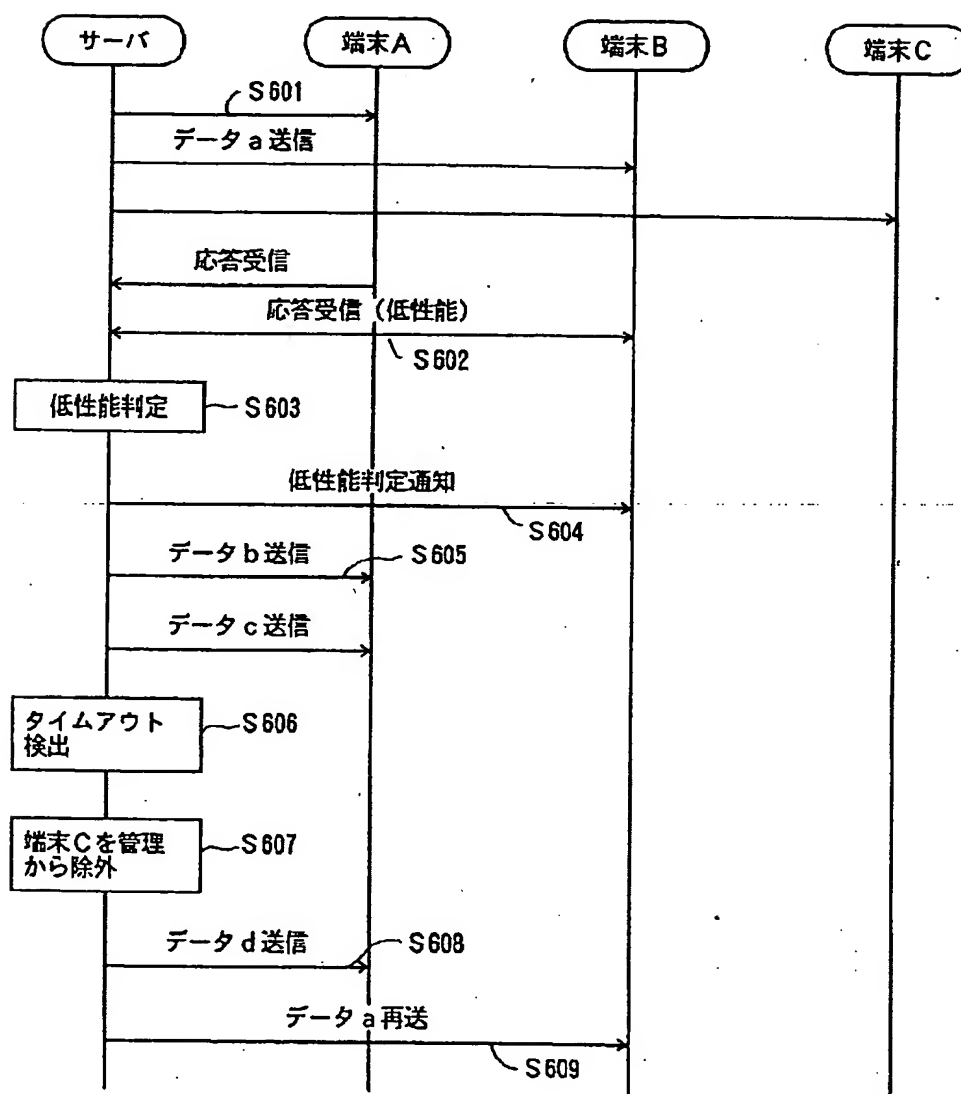 サーバ
端末A
端末B
端末C
S601
データa送信
応答受信
応答受信(低性能)
S602
低性能判定
S603
低性能判定通知
S604
データb送信
S605
データc送信
タイムアウト
検出
S606
端末Cを管理
から除外
S607
データd送信
S608
データa再送
S609